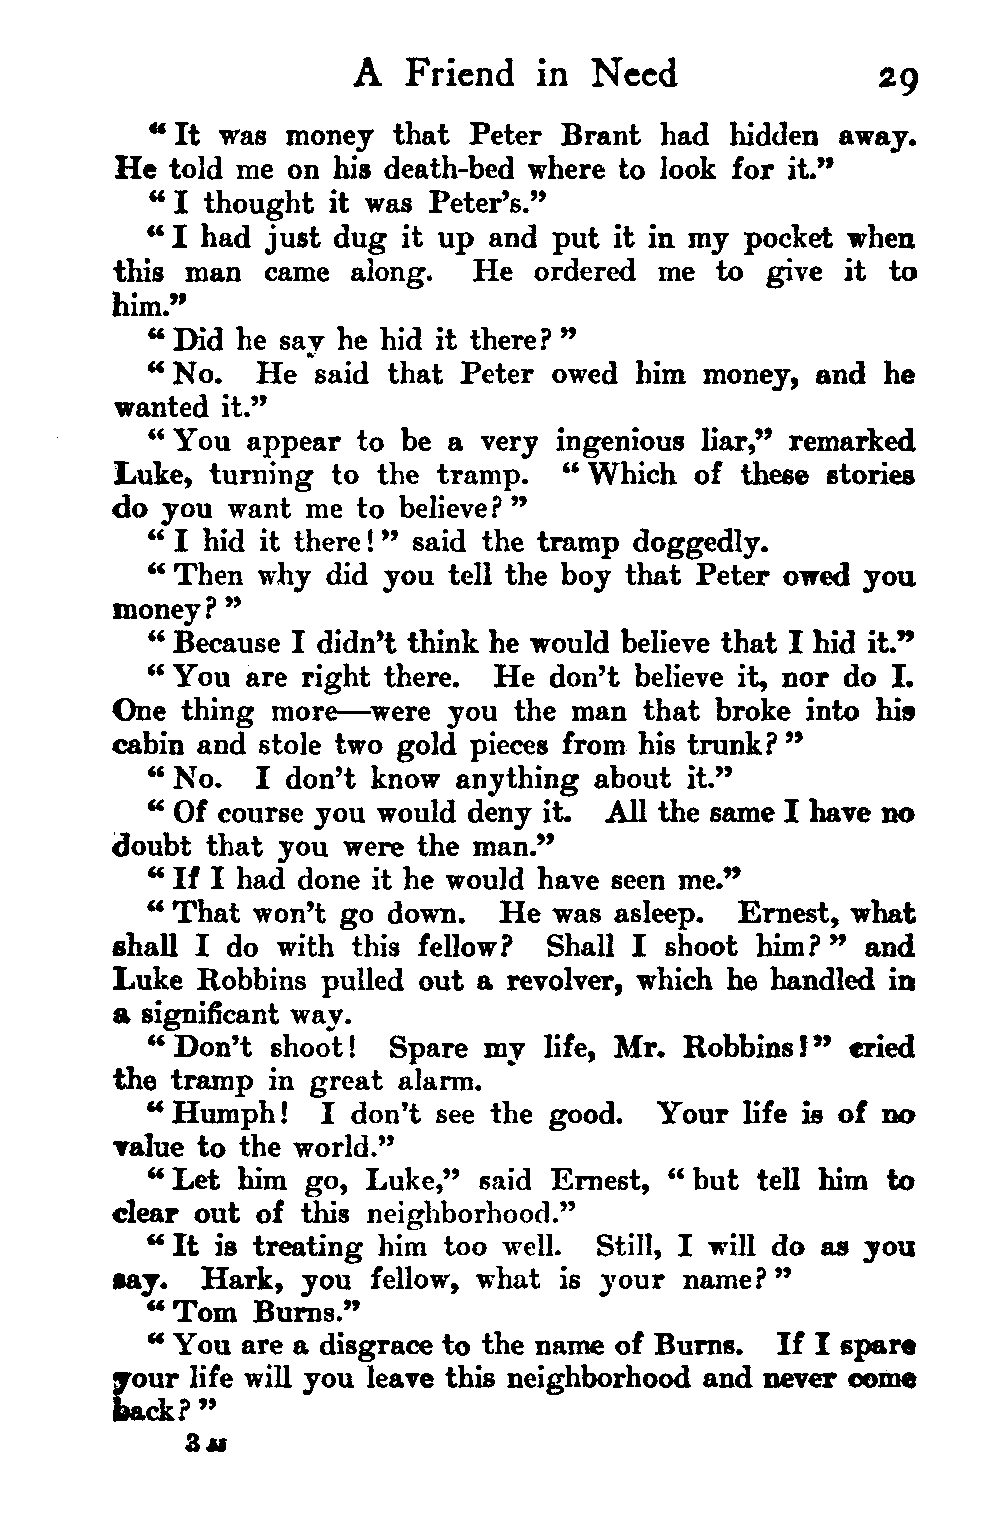 A Friend in Need 29
“It was money that Peter Brant had hidden away.
He told me on his death-bed where to look for it.”
“I thought it was Peter’s.”
“I had just dug it up and put it in my pocket when
this man came along. He ordered me to give it to
him.”
“Did he say he hid it there?”
“No. He said that Peter owed him money, and he
wanted it.”
“You appear to be a very ingenious liar,” remarked
Luke, turning to the tramp. “Which of these stories
do you want me to believe?”
“I hid it there!” said the tramp doggedly.
“Then why did you tell the boy that Peter owed you
money?”
“Because I didn’t think he would believe that I hid it.”
“You are right there. He don’t believe it, nor do I.
One thing more—were you the man that broke into his
cabin and stole two gold pieces from his trunk?”
“No. I don’t know anything about it.”
“Of course you would deny it. All the same I have no
doubt that you were the man.”
“If I had done it he would have seen me.”
“That won’t go down. He was asleep. Ernest, what
shall I do with this fellow? Shall I shoot him?” and
Luke Robbins pulled out a revolver, which he handled in
a significant way.
“Don’t shoot! Spare my life, Mr. Robbins!” cried
the tramp in great alarm.
“Humph! I don’t see the good. Your life is of no
value to the world.”
“Let him go, Luke,” said Ernest, “but tell him to
clear out of this neighborhood.”
“It is treating him too well. Still, I will do as you
say. Hark, you fellow, what is your name?”
“Tom Burns.”
“You are a disgrace to the name of Burns. If I spare
your life will you leave this neighborhood and never come
back?”
3